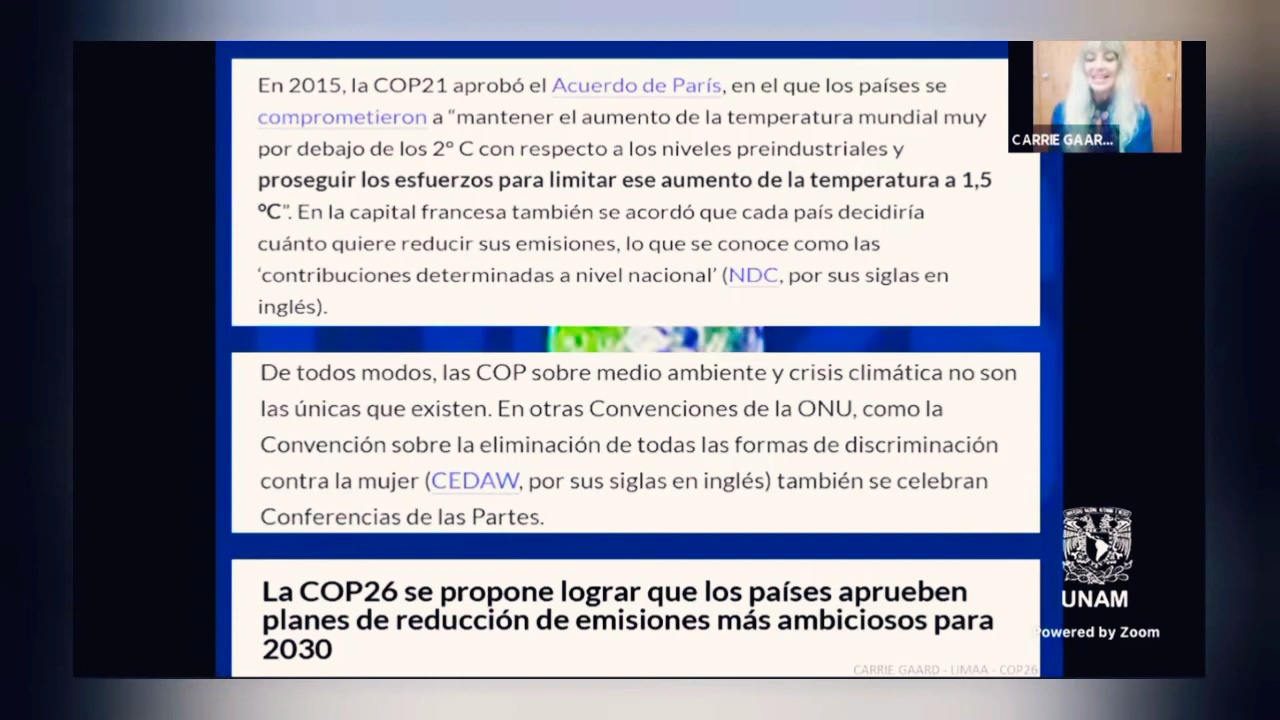 En 2015, la COP21 aprobó el Acuerdo de París, en el que los países se
comprometieron a “mantener el aumento de la temperatura mundial muy
por debajo de los 2° C con respecto a los niveles preindustriales y
proseguir los esfuerzos para limitar ese aumento de la temperatura a 1,5
°C”. En la capital francesa también se acordó que cada país decidiría
cuánto quiere reducir sus emisiones, lo que se conoce como las
‘contribuciones determinadas a nivel nacional’ (NDC, por sus siglas en
inglés).
CARRIE GAAR...
De todos modos, las COP sobre medio ambiente y crisis climática no son
las únicas que existen. En otras Convenciones de la ONU, como la
Convención sobre la eliminación de todas las formas de discriminación
contra la mujer (CEDAW, por sus siglas en inglés) también se celebran
Conferencias de las Partes.
La COP26 se propone lograr que los países aprueben
planes de reducción de emisiones más ambiciosos para
2030
CARRIE GAARD - LIMAA - COP26
UNAM
Powered by Zoom